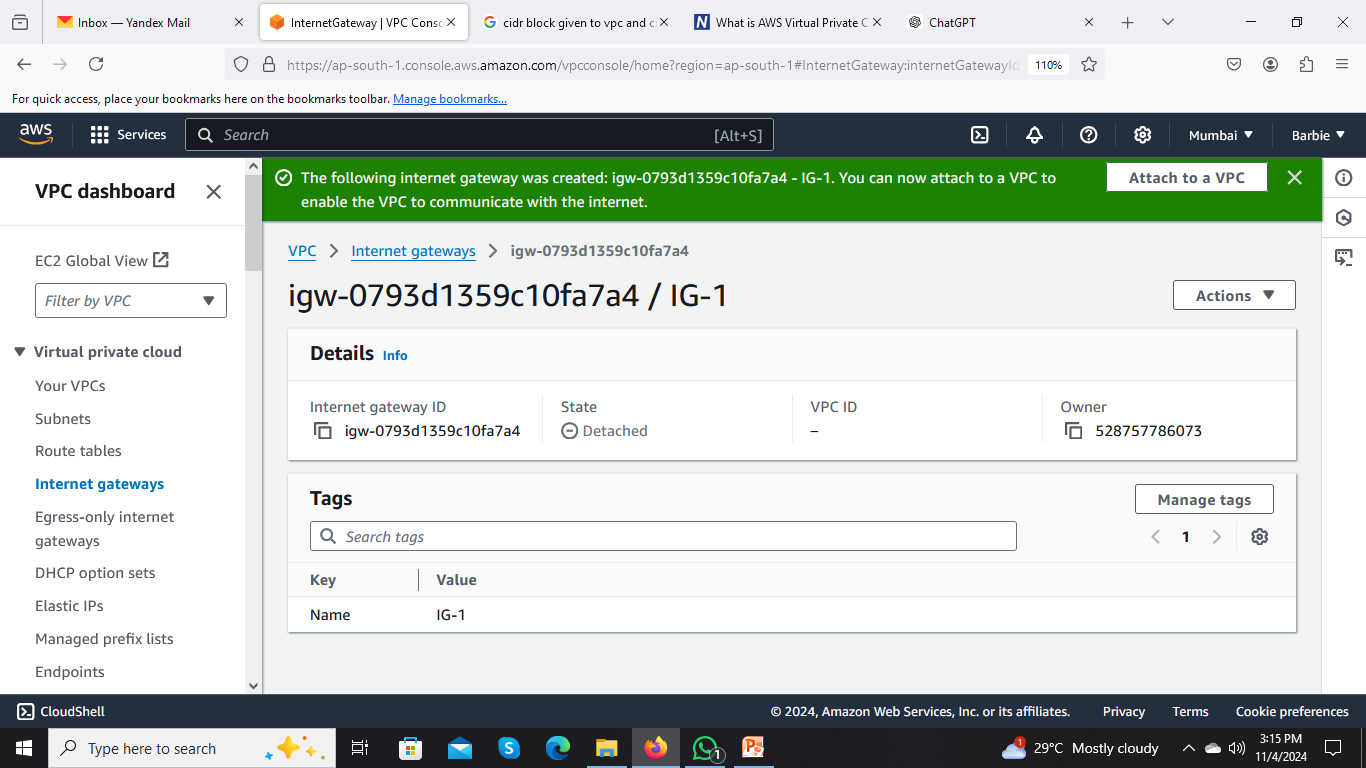 Inbox — Yandex Mail
InternetGateway | VPC Consc
cidr block given to vpc and c
What is AWS Virtual Private C
ChatGPT
https://ap-south-1.console.aws.amazon.com/vpcconsole/home?region=ap-south-1#InternetGateway:internetGatewayId
110%
For quick access, place your bookmarks here on the bookmarks toolbar. Manage bookmarks...
aws
Services
Search
[Alt+S]
Mumbai
Barbie
VPC dashboard
EC2 Global View
Filter by VPC
Virtual private cloud
Your VPCs
Subnets
Route tables
Internet gateways
Egress-only internet
gateways
DHCP option sets
Elastic IPs
Managed prefix lists
Endpoints
The following internet gateway was created: igw-0793d1359c10fa7a4 - IG-1. You can now attach to a VPC to
enable the VPC to communicate with the internet.
Attach to a VPC
VPC > Internet gateways > igw-0793d1359c10fa7a4
igw-0793d1359c10fa7a4 / IG-1
Actions
Details Info
Internet gateway ID
igw-0793d1359c10fa7a4
State
Detached
VPC ID
–
Owner
528757786073
Tags
Manage tags
Search tags
1
Key
Value
Name
IG-1
CloudShell
© 2024, Amazon Web Services, Inc. or its affiliates.
Privacy
Terms
Cookie preferences
Type here to search
1
1
29°C Mostly cloudy
3:15 PM
11/4/2024